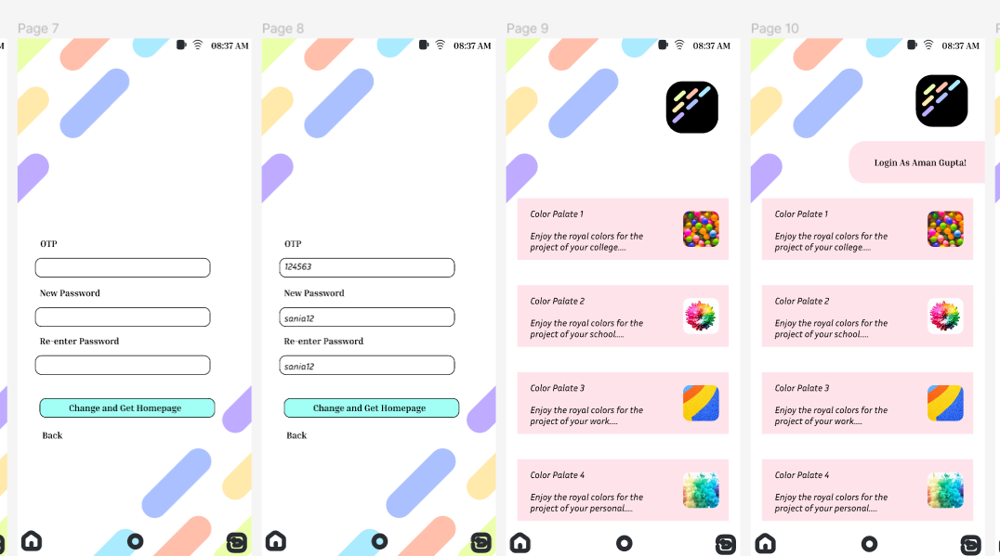 Page 7
08:37 AM
OTP
New Password
Re-enter Password
Change and Get Homepage
Back
Page 8
08:37 AM
OTP
124563
New Password
sania12
Re-enter Password
sania12
Change and Get Homepage
Back
Page 9
08:37 AM
Color Palate 1
Enjoy the royal colors for the
project of your college.....
Color Palate 2
Enjoy the royal colors for the
project of your school.....
Color Palate 3
Enjoy the royal colors for the
project of your work.....
Color Palate 4
Enjoy the royal colors for the
project of your personal.....
Page 10
08:37 AM
Login As Aman Gupta!
Color Palate 1
Enjoy the royal colors for the
project of your college.....
Color Palate 2
Enjoy the royal colors for the
project of your school.....
Color Palate 3
Enjoy the royal colors for the
project of your work.....
Color Palate 4
Enjoy the royal colors for the
project of your personal.....